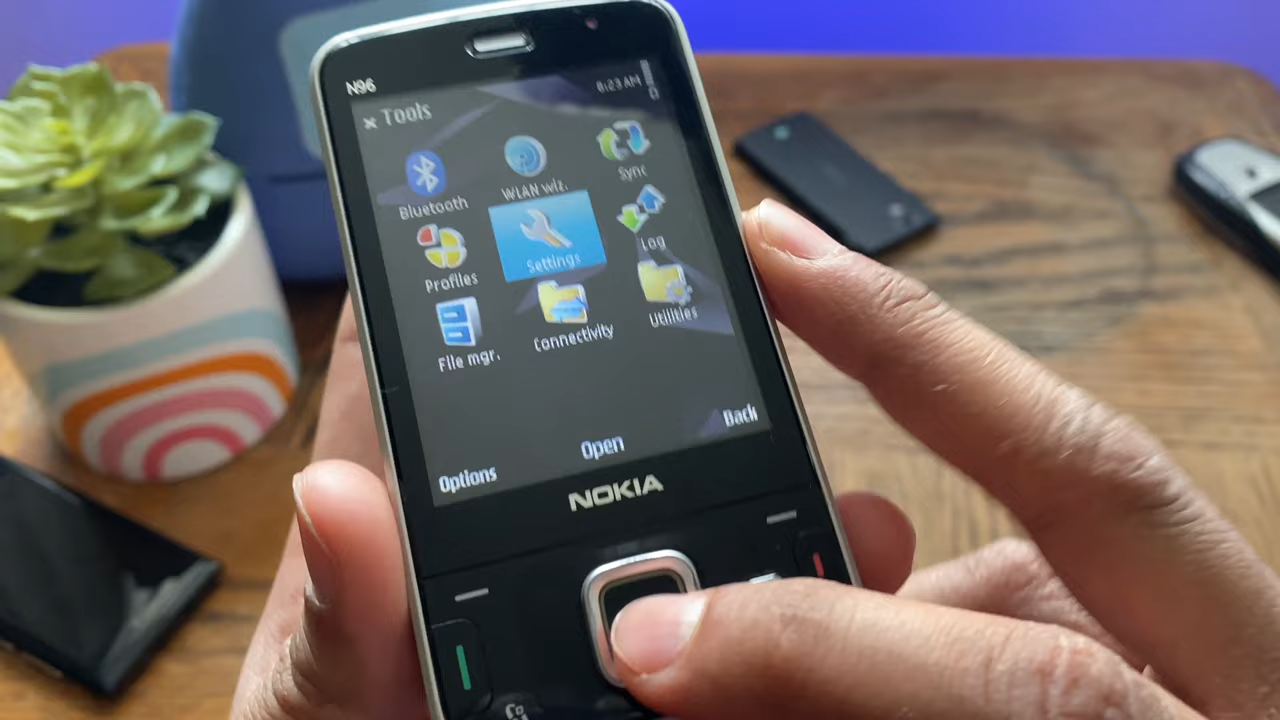 N96
8:23 AM
Tools
Bluetooth
WLAN wiz.
Sync
Profiles
Settings
Log
File mgr.
Connectivity
Utilities
Options
Open
Back
NOKIA